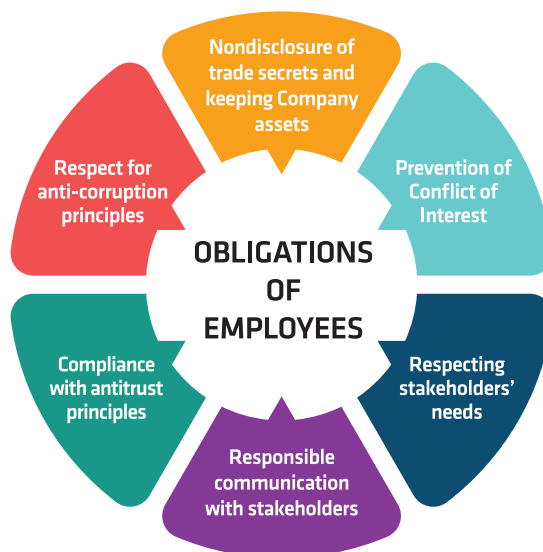 Nondisclosure of
trade secrets and
keeping Company
assets
Prevention of
Conflict of
Interest
Respecting
stakeholders’
needs
Responsible
communication
with stakeholders
Compliance
with antitrust
principles
Respect for
anti-corruption
principles
OBLIGATIONS
OF
EMPLOYEES